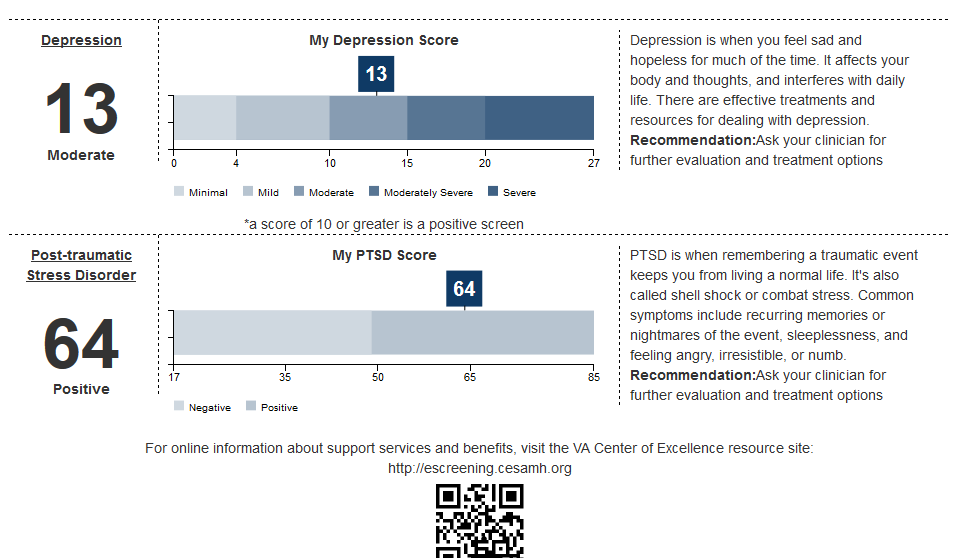 Depression
13
Moderate
My Depression Score
13
0 4 10 15 20 27
Minimal Mild Moderate Moderately Severe Severe
*a score of 10 or greater is a positive screen
Depression is when you feel sad and
hopeless for much of the time. It affects your
body and thoughts, and interferes with daily
life. There are effective treatments and
resources for dealing with depression.
Recommendation:Ask your clinician for
further evaluation and treatment options
Post-traumatic
Stress Disorder
64
Positive
My PTSD Score
64
17 35 50 65 85
Negative Positive
PTSD is when remembering a traumatic event
keeps you from living a normal life. It's also
called shell shock or combat stress. Common
symptoms include recurring memories or
nightmares of the event, sleeplessness, and
feeling angry, irresistible, or numb.
Recommendation:Ask your clinician for
further evaluation and treatment options
For online information about support services and benefits, visit the VA Center of Excellence resource site:
http://escreening.cesamh.org